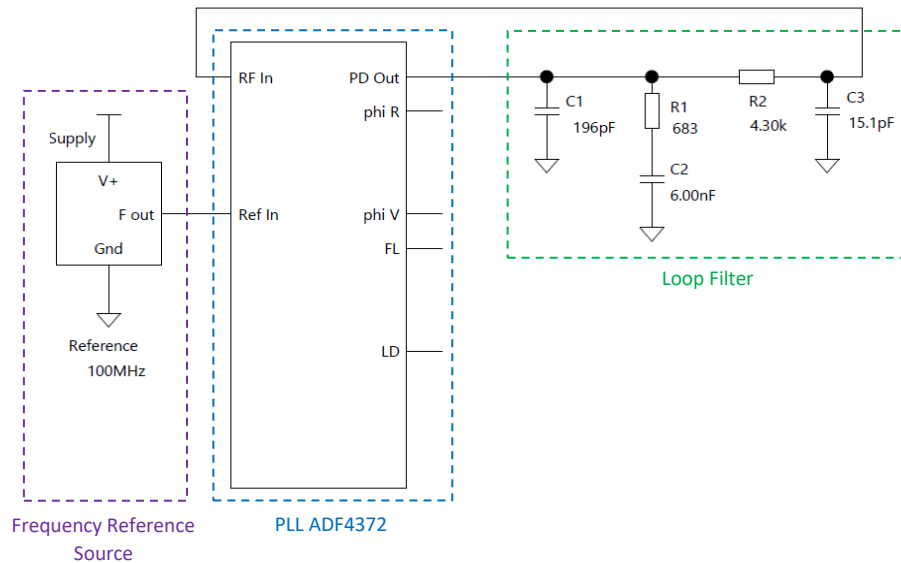 RF In
PD Out
phi R
C1
196pF
R1
683
R2
4.30k
C3
15.1pF
Supply
V+
F out
Gnd
Ref In
phi V
FL
C2
6.00nF
Loop Filter
Reference
100MHz
LD
Frequency Reference
Source
PLL ADF4372